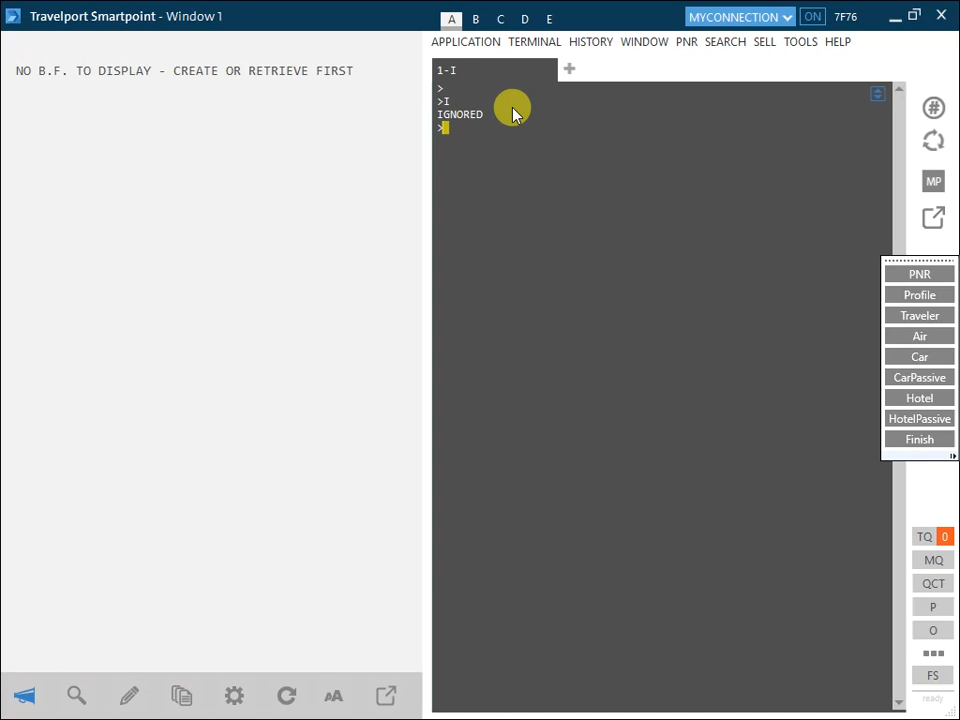 Travelport Smartpoint - Window 1
A B C D E
MYCONNECTION ON 7F76
APPLICATION TERMINAL HISTORY WINDOW PNR SEARCH SELL TOOLS HELP
NO B.F. TO DISPLAY - CREATE OR RETRIEVE FIRST
1-I
>
>I
IGNORED
>
#
MP
PNR
Profile
Traveler
Air
Car
CarPassive
Hotel
HotelPassive
Finish
TQ 0
MQ
QCT
P
O
FS
ready
AA